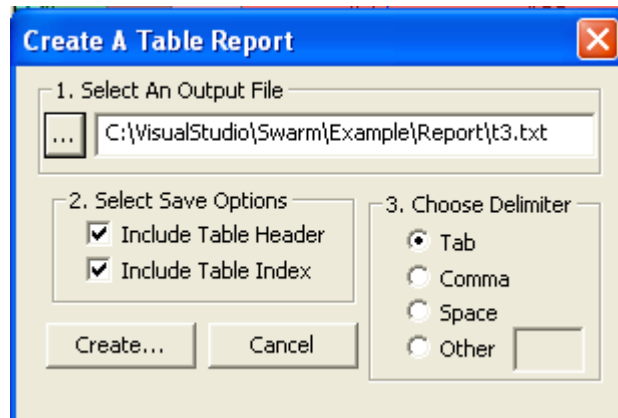 Create A Table Report
1. Select An Output File
... C:\VisualStudio\Swarm\Example\Report\t3.txt
2. Select Save Options
Include Table Header
Include Table Index
3. Choose Delimiter
Tab
Comma
Space
Other
Create...
Cancel